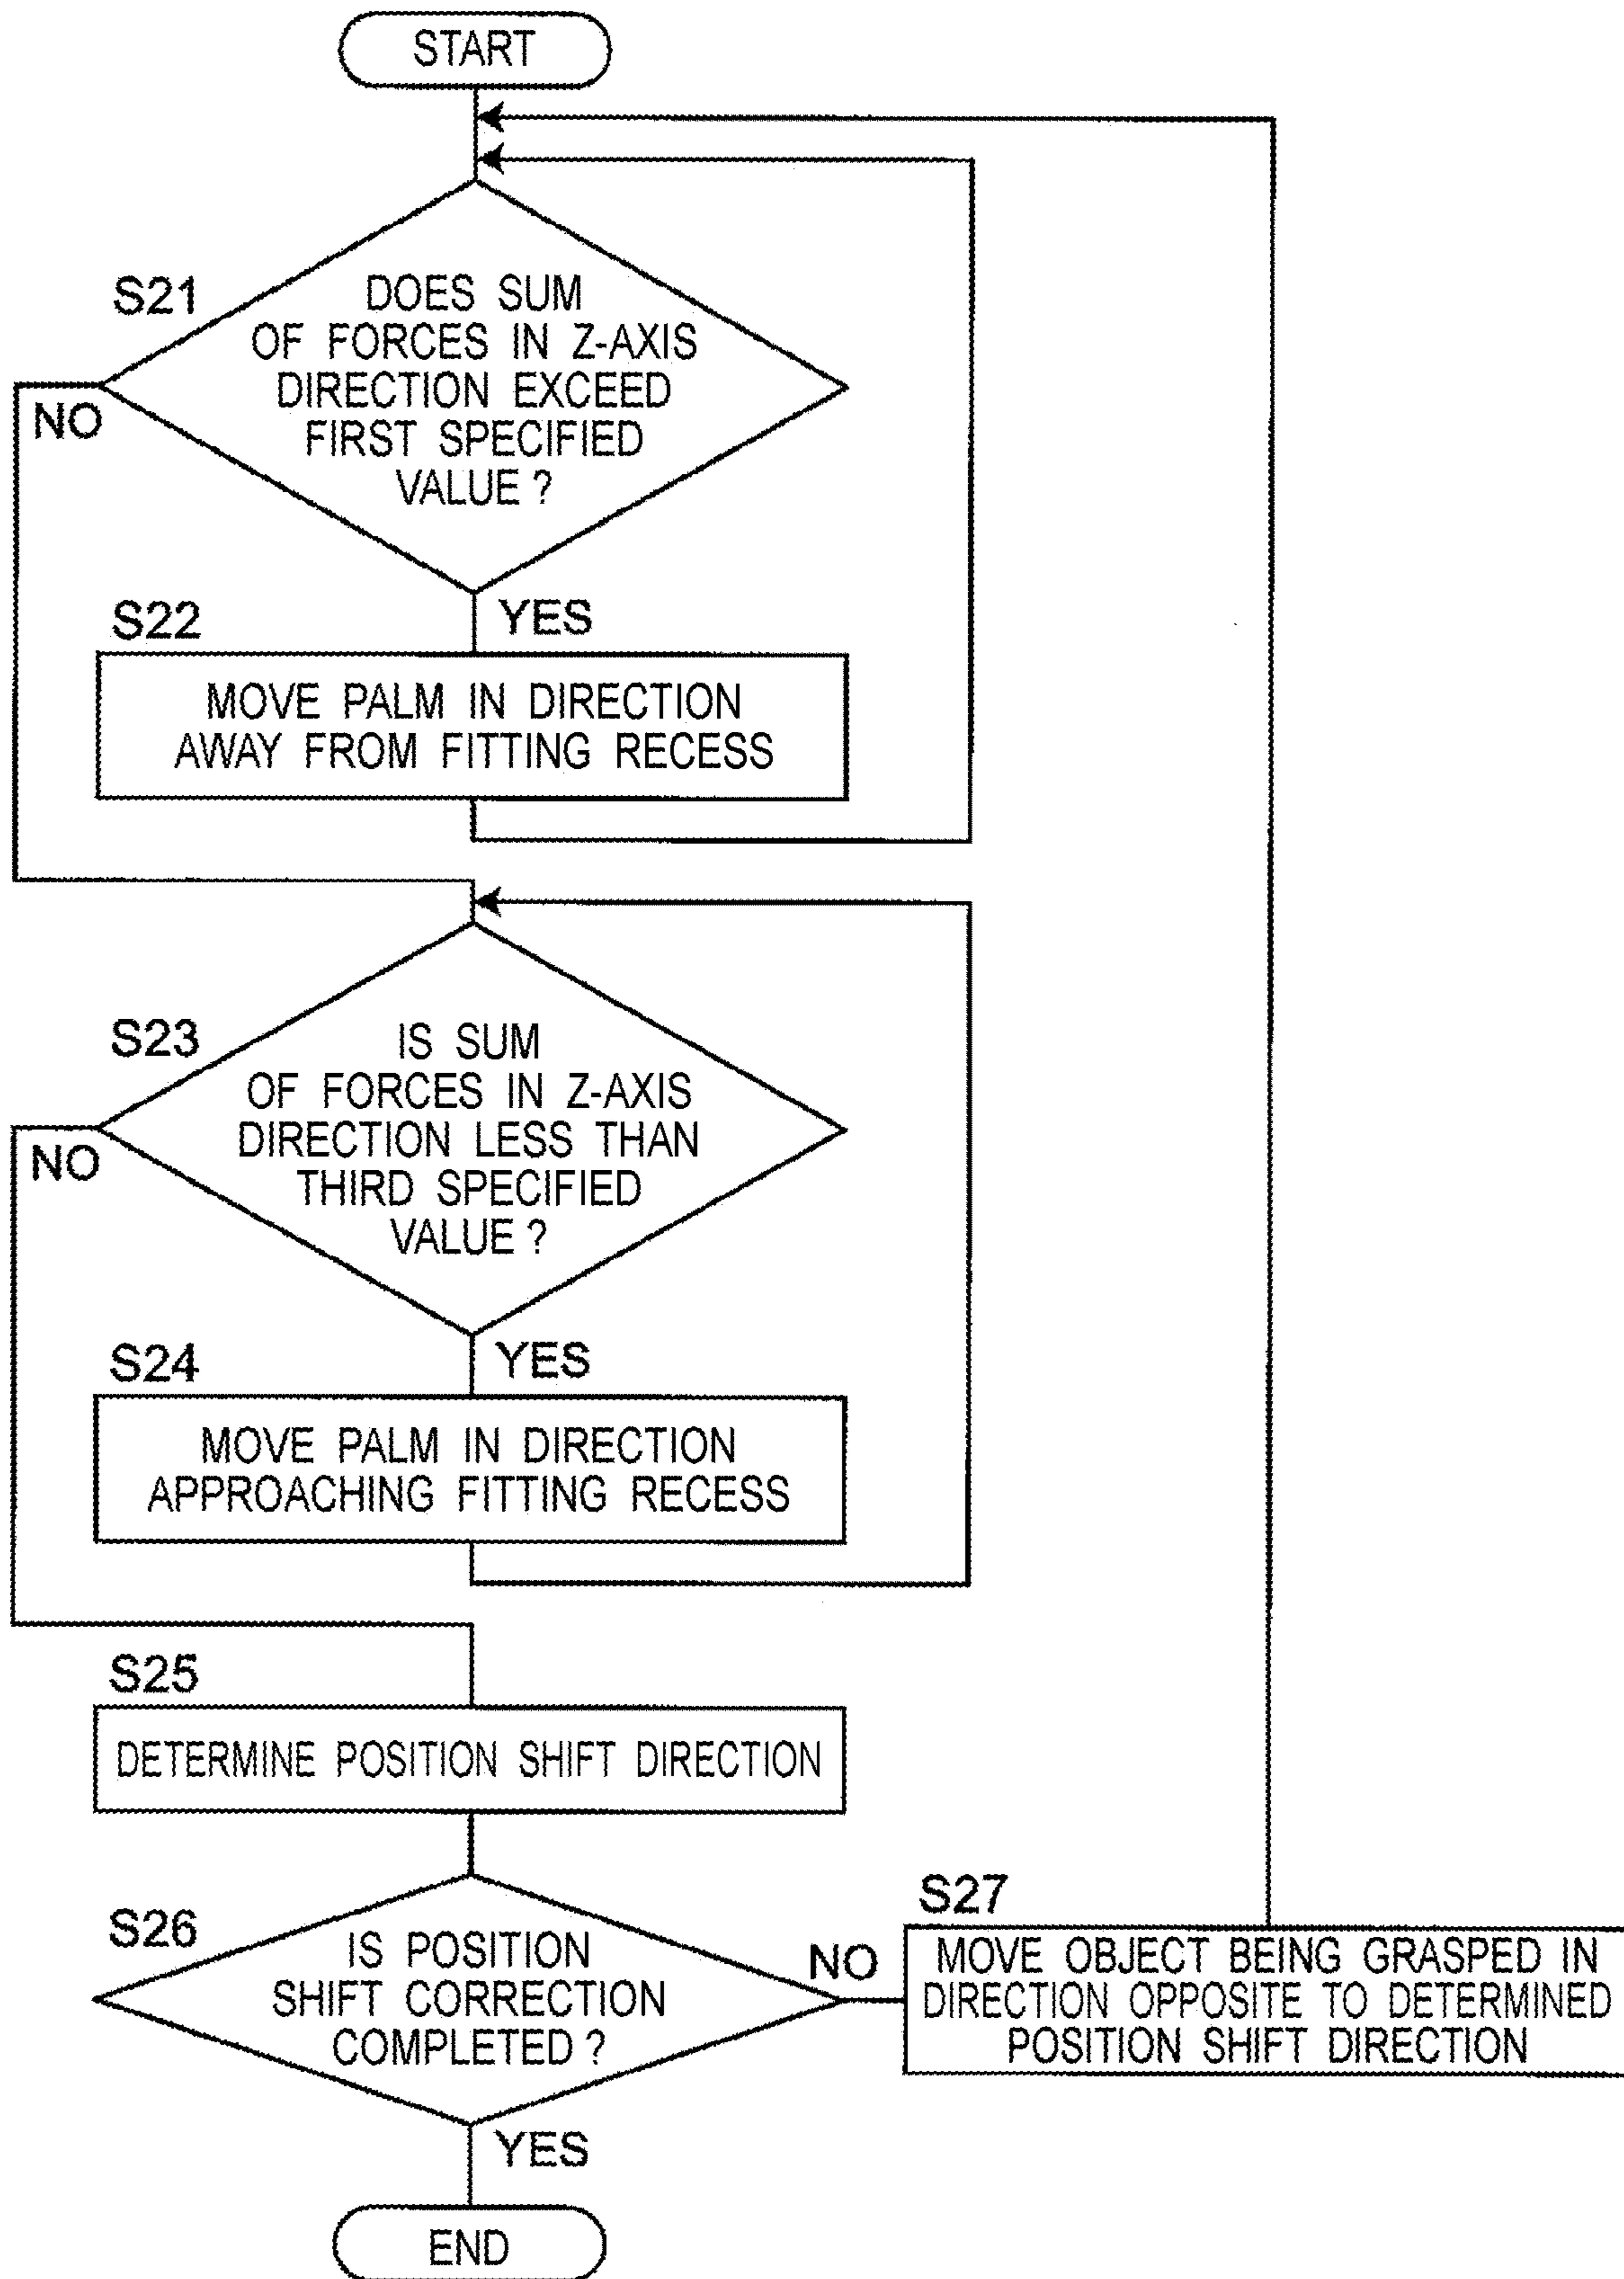 START
S21
DOES SUM
OF FORCES IN Z-AXIS
DIRECTION EXCEED
FIRST SPECIFIED
VALUE ?
NO
YES
S22
MOVE PALM IN DIRECTION
AWAY FROM FITTING RECESS
S23
IS SUM
OF FORCES IN Z-AXIS
DIRECTION LESS THAN
THIRD SPECIFIED
VALUE ?
NO
YES
S24
MOVE PALM IN DIRECTION
APPROACHING FITTING RECESS
S25
DETERMINE POSITION SHIFT DIRECTION
S26
IS POSITION
SHIFT CORRECTION
COMPLETED ?
NO
S27
MOVE OBJECT BEING GRASPED IN
DIRECTION OPPOSITE TO DETERMINED
POSITION SHIFT DIRECTION
YES
END